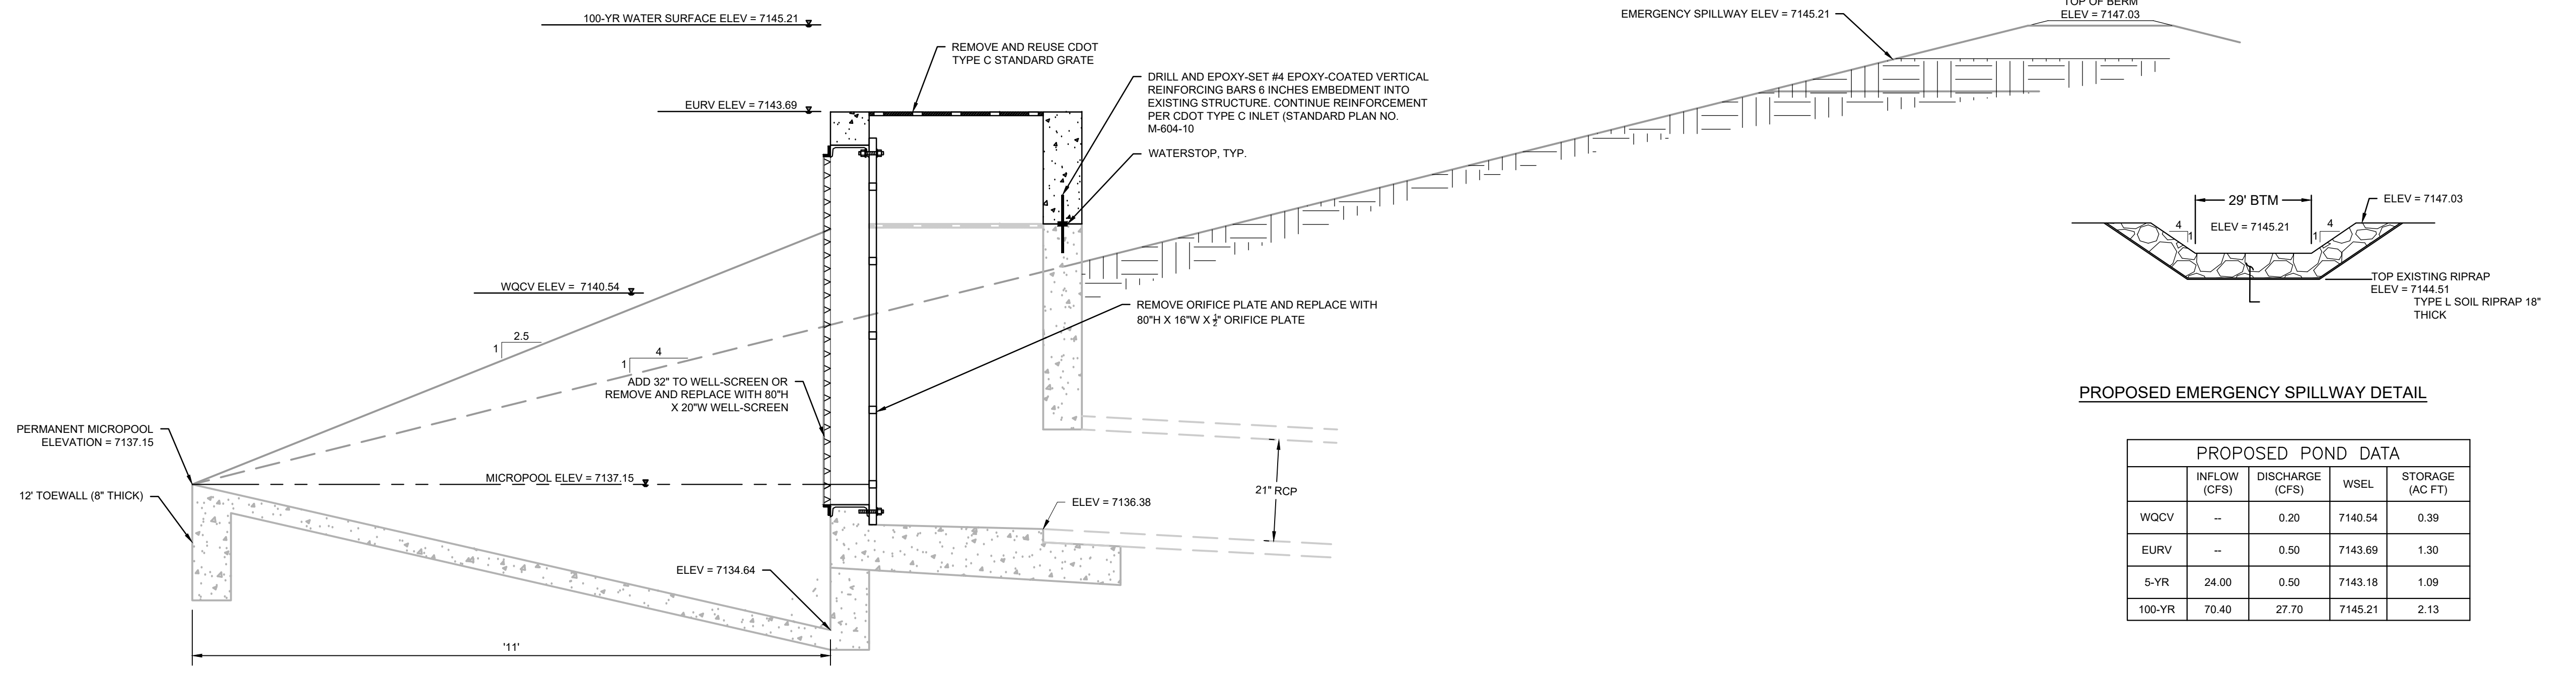 100-YR WATER SURFACE ELEV = 7145.21
EURV ELEV = 7143.69
REMOVE AND REUSE CDOT
TYPE C STANDARD GRATE
DRILL AND EPOXY-SET #4 EPOXY-COATED VERTICAL
REINFORCING BARS 6 INCHES EMBEDMENT INTO
EXISTING STRUCTURE. CONTINUE REINFORCEMENT
PER CDOT TYPE C INLET (STANDARD PLAN NO.
M-604-10
WATERSTOP, TYP.
EMERGENCY SPILLWAY ELEV = 7145.21
TOP OF BERM
ELEV = 7147.03
WQCV ELEV = 7140.54
2.5
1
4
1
REMOVE ORIFICE PLATE AND REPLACE WITH
80"H X 16"W X ½" ORIFICE PLATE
ADD 32" TO WELL-SCREEN OR
REMOVE AND REPLACE WITH 80"H
X 20"W WELL-SCREEN
PERMANENT MICROPOOL
ELEVATION = 7137.15
MICROPOOL ELEV = 7137.15
12' TOEWALL (8" THICK)
ELEV = 7136.38
21" RCP
ELEV = 7134.64
'11'
29' BTM
ELEV = 7147.03
4
1
ELEV = 7145.21
4
1
TOP EXISTING RIPRAP
ELEV = 7144.51
TYPE L SOIL RIPRAP 18"
THICK
PROPOSED EMERGENCY SPILLWAY DETAIL
PROPOSED POND DATA
INFLOW (CFS) DISCHARGE (CFS) WSEL STORAGE (AC FT)
WQCV -- 0.20 7140.54 0.39
EURV -- 0.50 7143.69 1.30
5-YR 24.00 0.50 7143.18 1.09
100-YR 70.40 27.70 7145.21 2.13